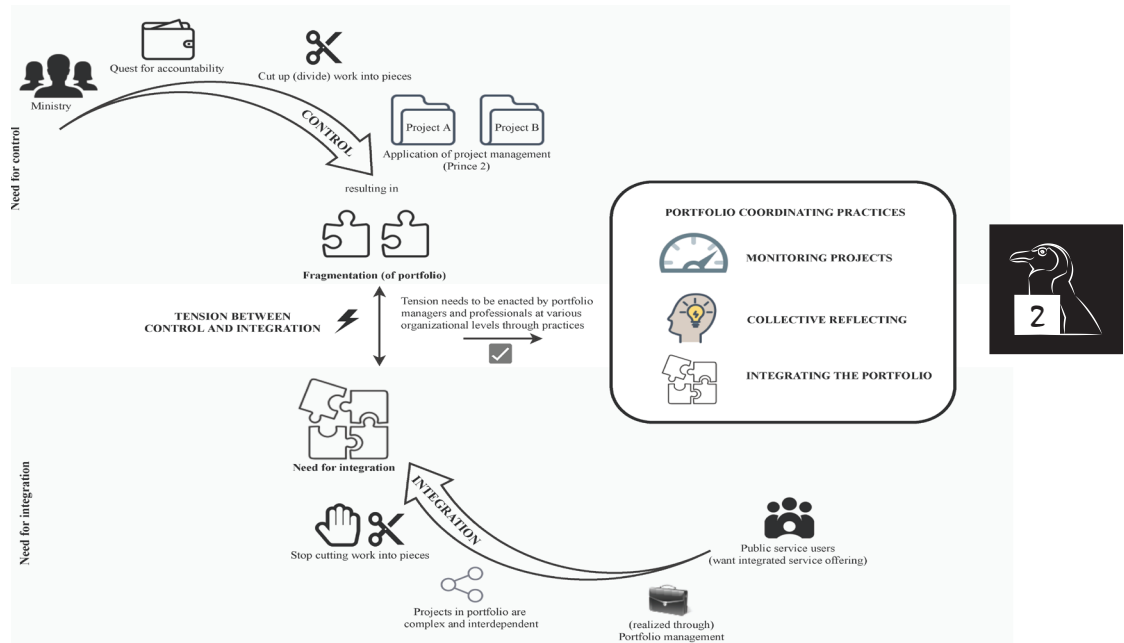 Need for control
Ministry
Quest for accountability
Cut up (divide) work into pieces
CONTROL
Project A
Project B
Application of project management
(Prince 2)
resulting in
Fragmentation (of portfolio)
TENSION BETWEEN
CONTROL AND INTEGRATION
Tension needs to be enacted by portfolio
managers and professionals at various
organizational levels through practices
PORTFOLIO COORDINATING PRACTICES
MONITORING PROJECTS
COLLECTIVE REFLECTING
INTEGRATING THE PORTFOLIO
2
Need for integration
Need for integration
INTEGRATION
Stop cutting work into pieces
Projects in portfolio are
complex and interdependent
(realized through)
Portfolio management
Public service users
(want integrated service offering)